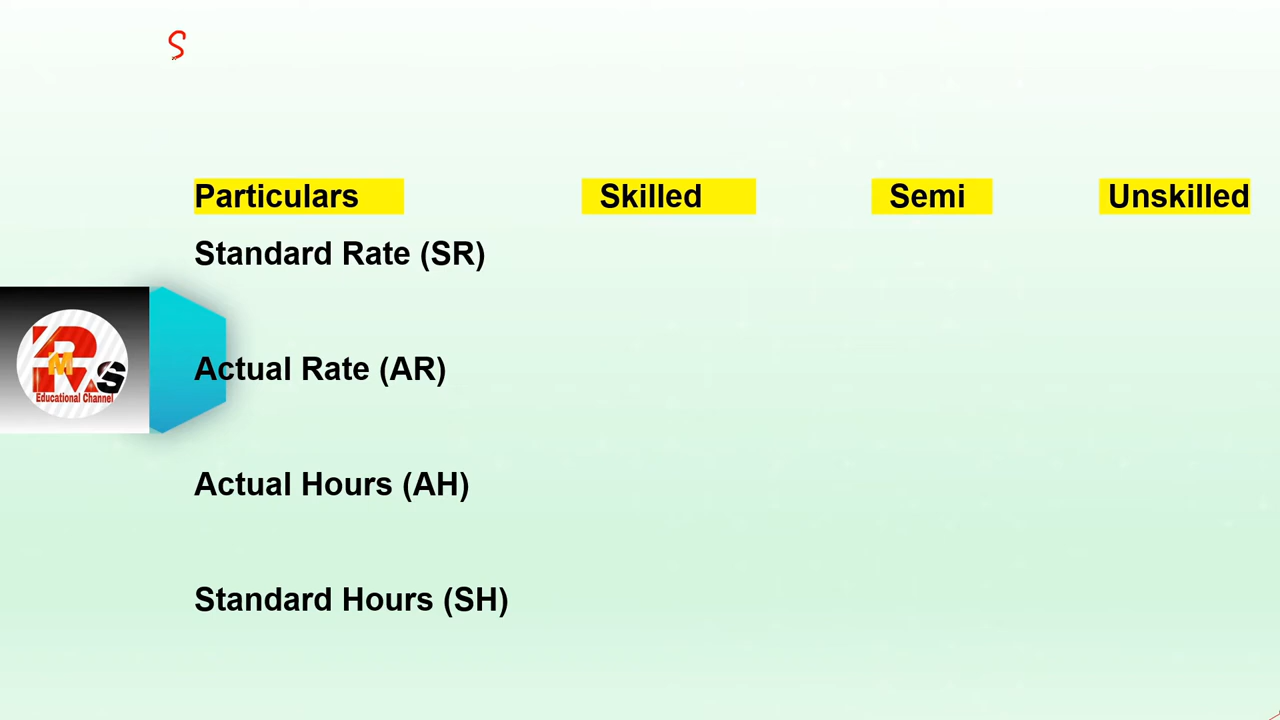 S
Particulars Skilled Semi Unskilled
Standard Rate (SR)
Actual Rate (AR)
M S
Educational Channel
Actual Hours (AH)
Standard Hours (SH)